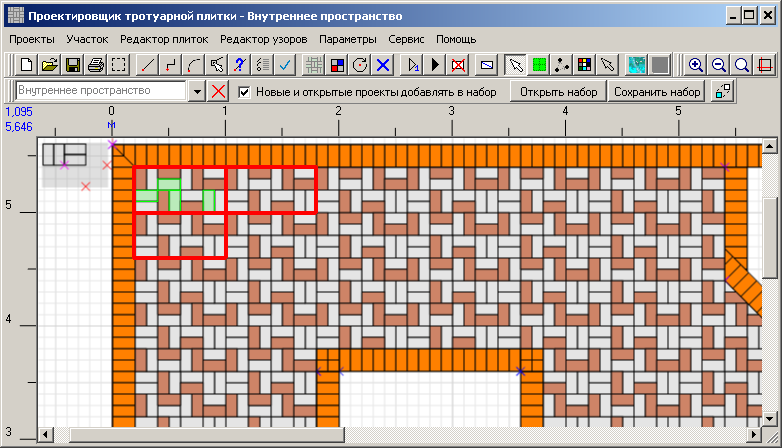 Проектировщик тротуарной плитки - Внутреннее пространство
Проекты Участок Редактор плиток Редактор узоров Параметры Сервис Помощь
Внутреннее пространство Новые и открытые проекты добавлять в набор Открыть набор Сохранить набор
1,095 0 1 2 3 4 5
5,646 м
5
4
3